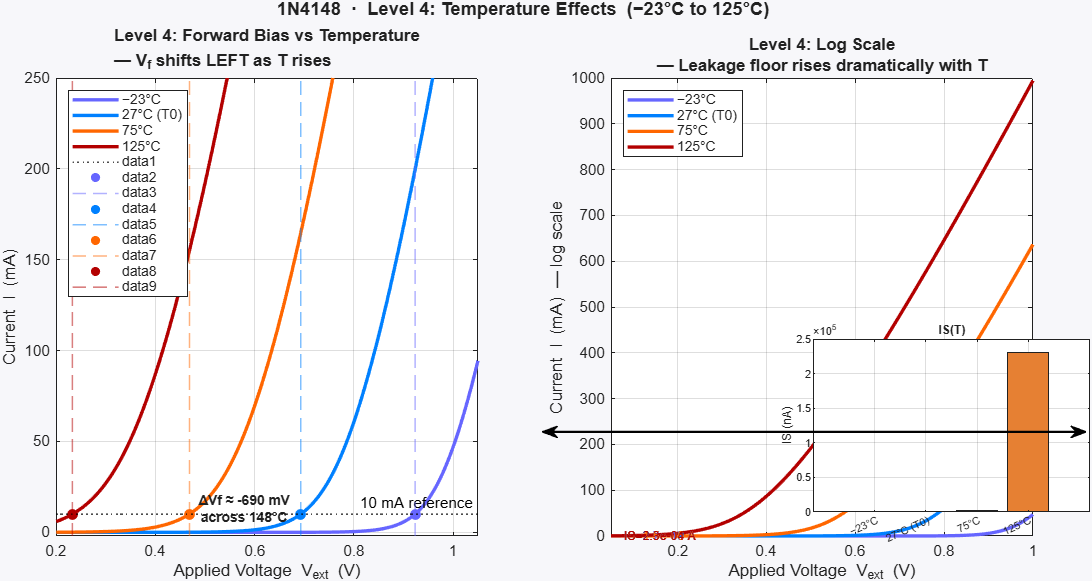 1N4148 · Level 4: Temperature Effects (−23°C to 125°C)
Level 4: Forward Bias vs Temperature
— Vf shifts LEFT as T rises
250
200
150
100
50
0
Current I (mA)
−23°C
27°C (T0)
75°C
125°C
data1
data2
data3
data4
data5
data6
data7
data8
data9
ΔVf ≈ -690 mV
across 148°C
10 mA reference
0.2
0.4
0.6
0.8
1
Applied Voltage Vext (V)
Level 4: Log Scale
— Leakage floor rises dramatically with T
1000
900
800
700
600
500
400
300
200
100
0
Current I (mA) — log scale
−23°C
27°C (T0)
75°C
125°C
×10⁵
IS(T)
2.5
2
1.5
1
0.5
0
IS (nA)
−23°C
27°C (T0)
75°C
125°C
0.2
0.4
0.6
0.8
1
Applied Voltage Vext (V)